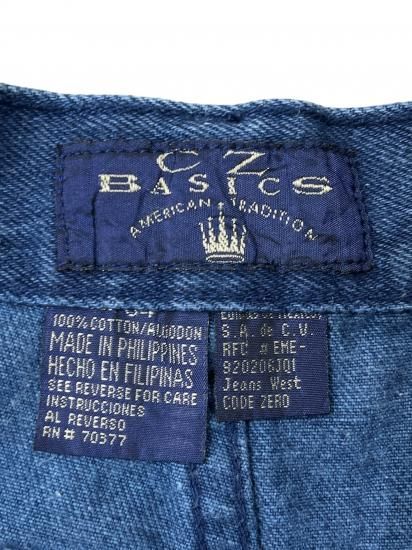 CZ
BASICS
AMERICAN TRADITION
100% COTTON/ALGODON
MADE IN PHILIPPINES
HECHO EN FILIPINAS
SEE REVERSE FOR CARE
INSTRUCCIONES
AL REVERSO
RN# 70377
S.A. de C.V.
RFC # EME-
920206JQ1
Jeans West
CODE ZERO